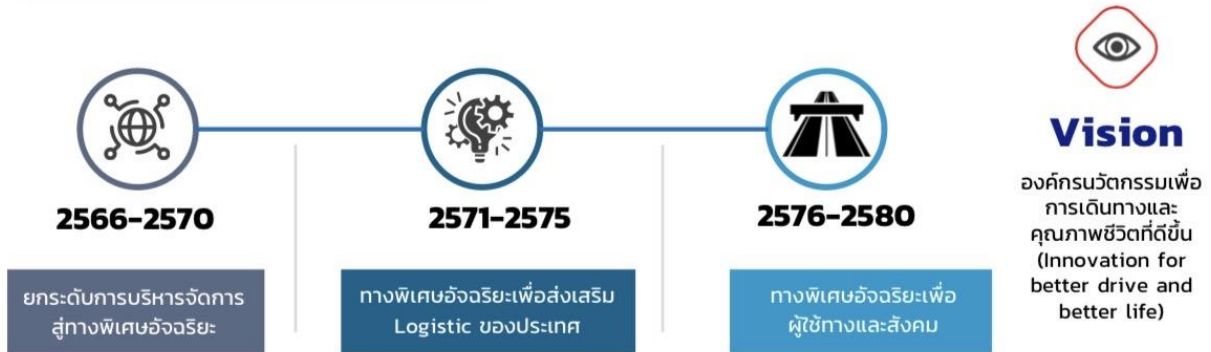 2566-2570
ยกระดับการบริหารจัดการ
สู่ทางพิเศษอัจฉริยะ
2571-2575
ทางพิเศษอัจฉริยะเพื่อส่งเสริม
Logistic ของประเทศ
2576-2580
ทางพิเศษอัจฉริยะเพื่อ
ผู้ใช้ทางและสังคม
Vision
องค์กรนวัตกรรมเพื่อ
การเดินทางและ
คุณภาพชีวิตที่ดีขึ้น
(Innovation for
better drive and
better life)